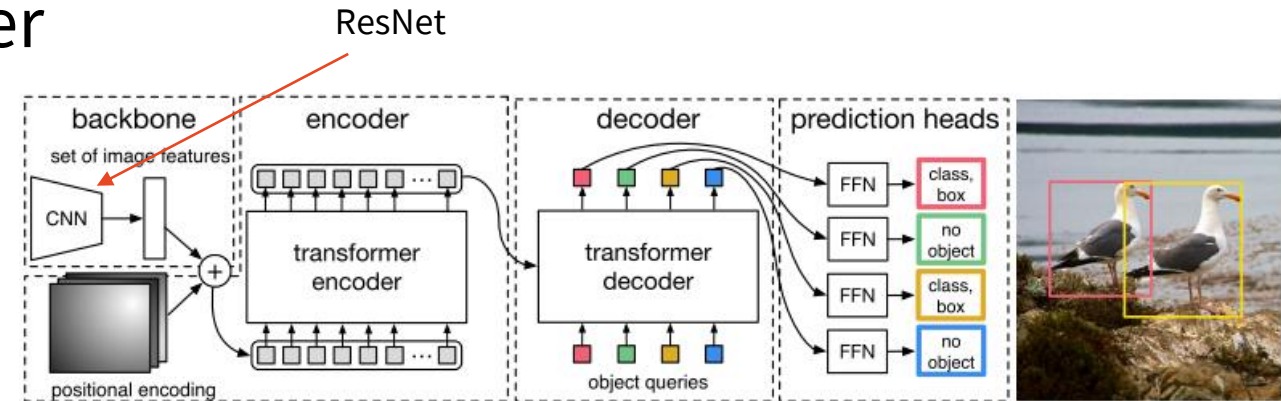 er
ResNet
backbone
set of image features
CNN
+
positional encoding
encoder
...
transformer
encoder
...
decoder
transformer
decoder
object queries
prediction heads
FFN
class,
box
FFN
no
object
FFN
class,
box
FFN
no
object